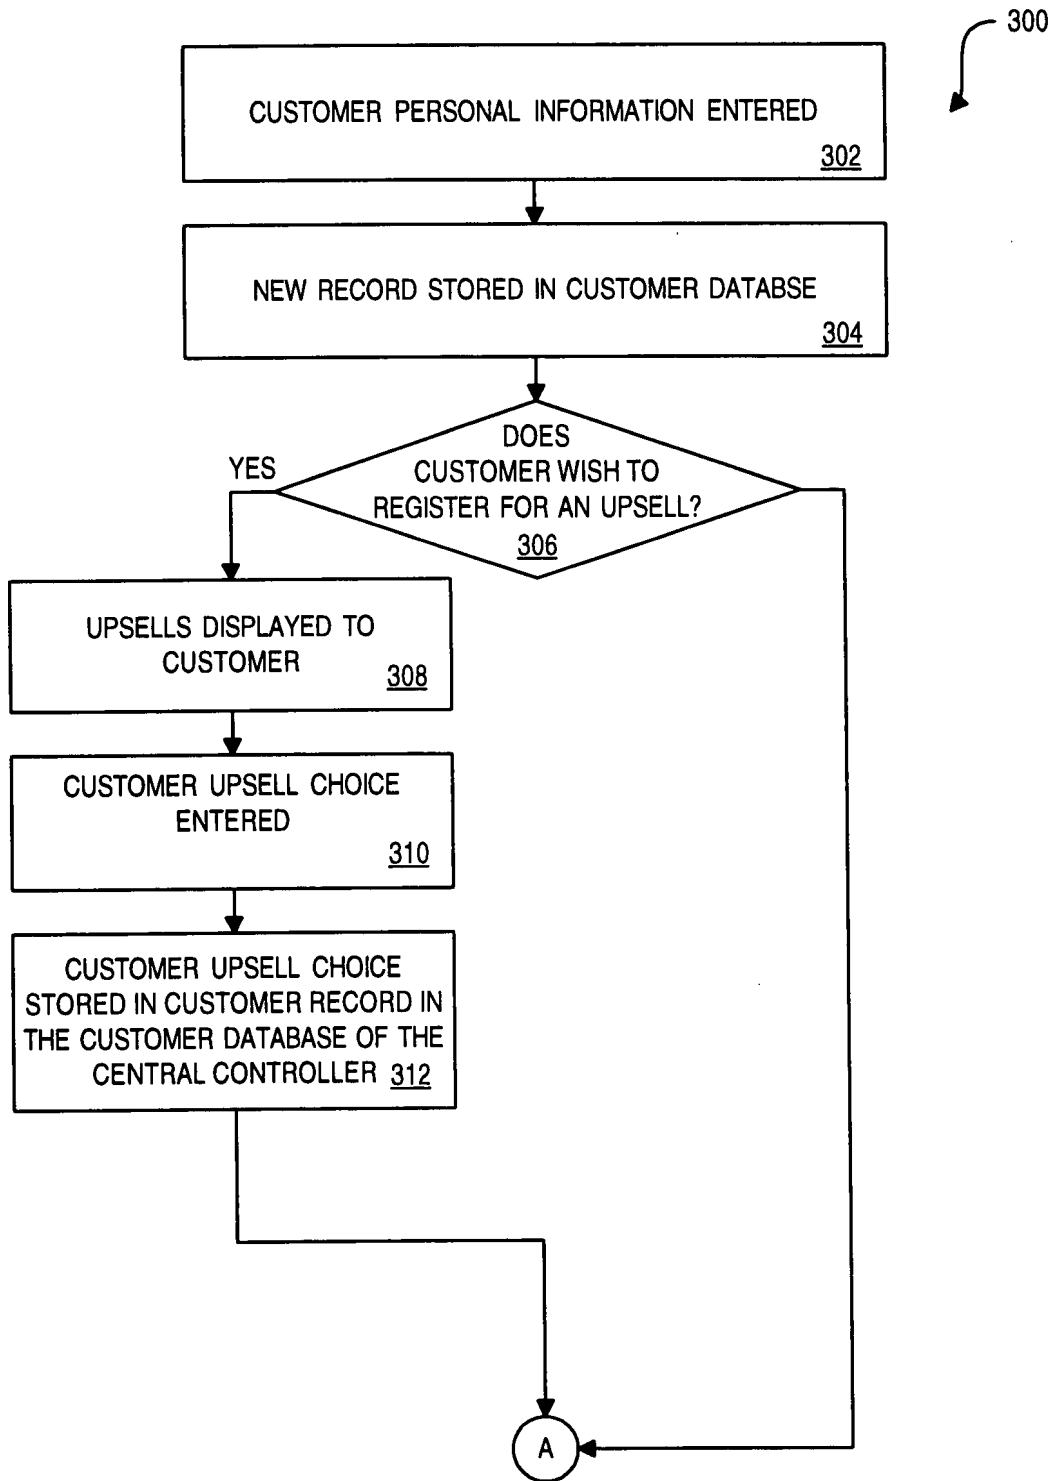 300
CUSTOMER PERSONAL INFORMATION ENTERED
302
NEW RECORD STORED IN CUSTOMER DATABSE
304
DOES
CUSTOMER WISH TO
REGISTER FOR AN UPSELL?
306
YES
UPSELLS DISPLAYED TO
CUSTOMER
308
CUSTOMER UPSELL CHOICE
ENTERED
310
CUSTOMER UPSELL CHOICE
STORED IN CUSTOMER RECORD IN
THE CUSTOMER DATABASE OF THE
CENTRAL CONTROLLER 312
A